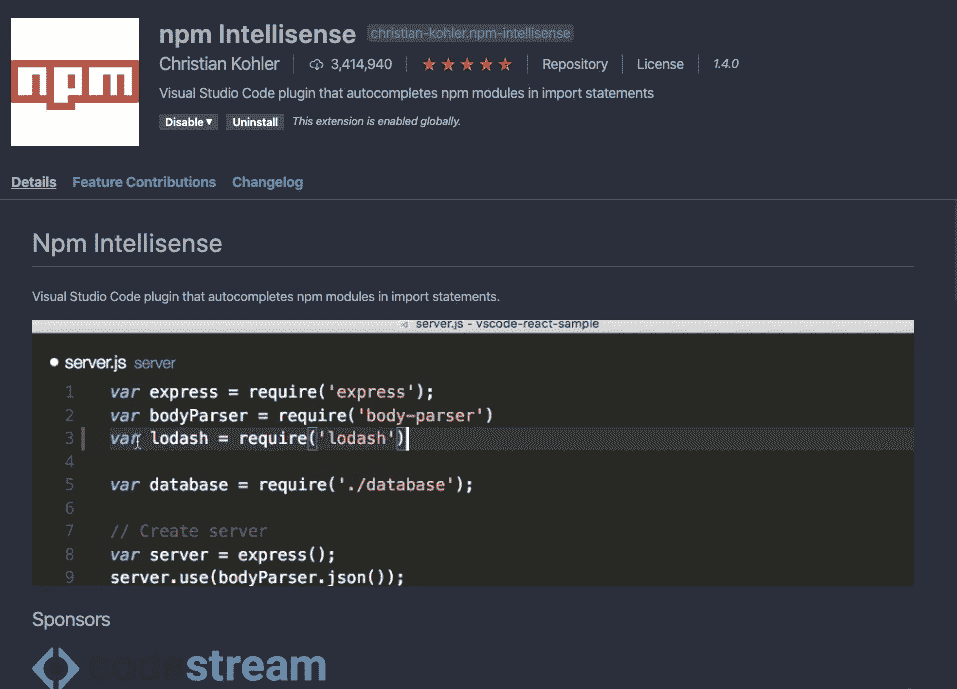 npm
npm Intellisense christian-kohler.npm-intellisense
Christian Kohler 3,414,940 Repository License 1.4.0
Visual Studio Code plugin that autocompletes npm modules in import statements
Disable▼ Uninstall This extension is enabled globally.
Details Feature Contributions Changelog
Npm Intellisense
Visual Studio Code plugin that autocompletes npm modules in import statements.
server.js - vscode-react-sample
● server.js server
1 var express = require('express');
2 var bodyParser = require('body-parser')
3 var lodash = require('lodash')
4
5 var database = require('./database');
6
7 // Create server
8 var server = express();
9 server.use(bodyParser.json());
Sponsors
codestream